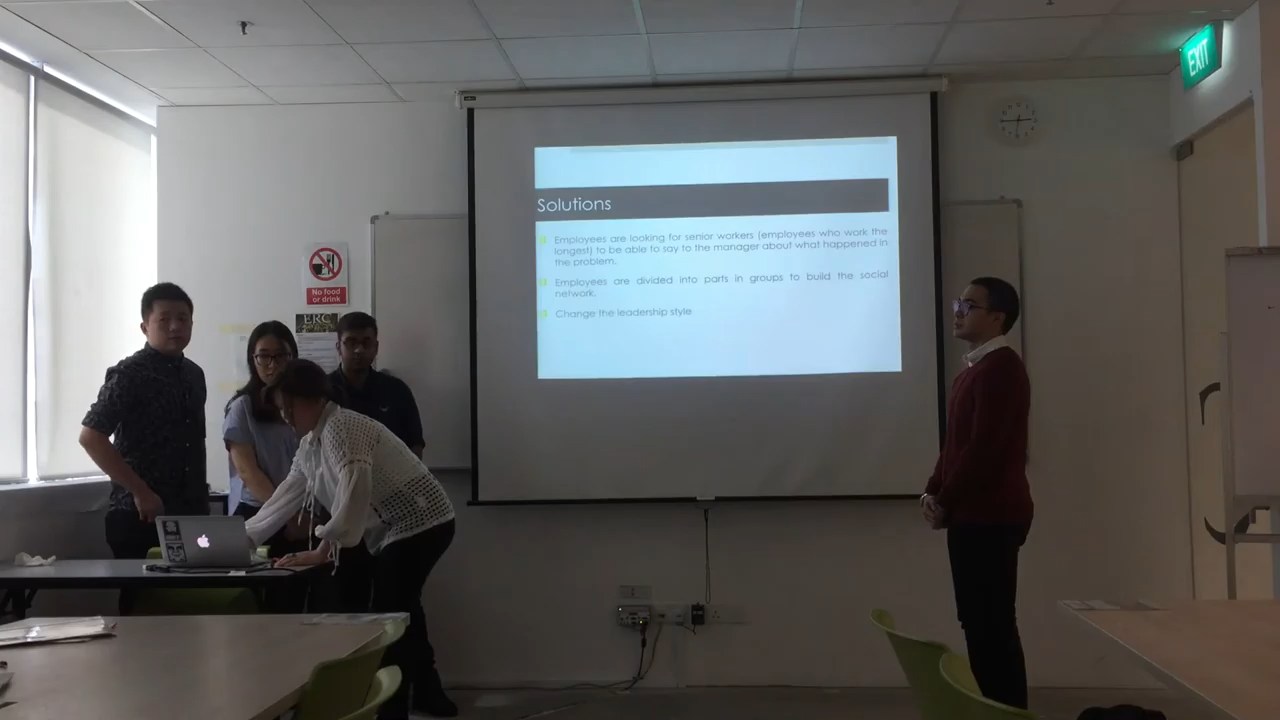 EXIT
Solutions
Employees are looking for senior workers (employees who work the
longest) to be able to say to the manager about what happened in
the problem.
Employees are divided into parts in groups to build the social
network.
Change the leadership style
No food
or drink
ERC